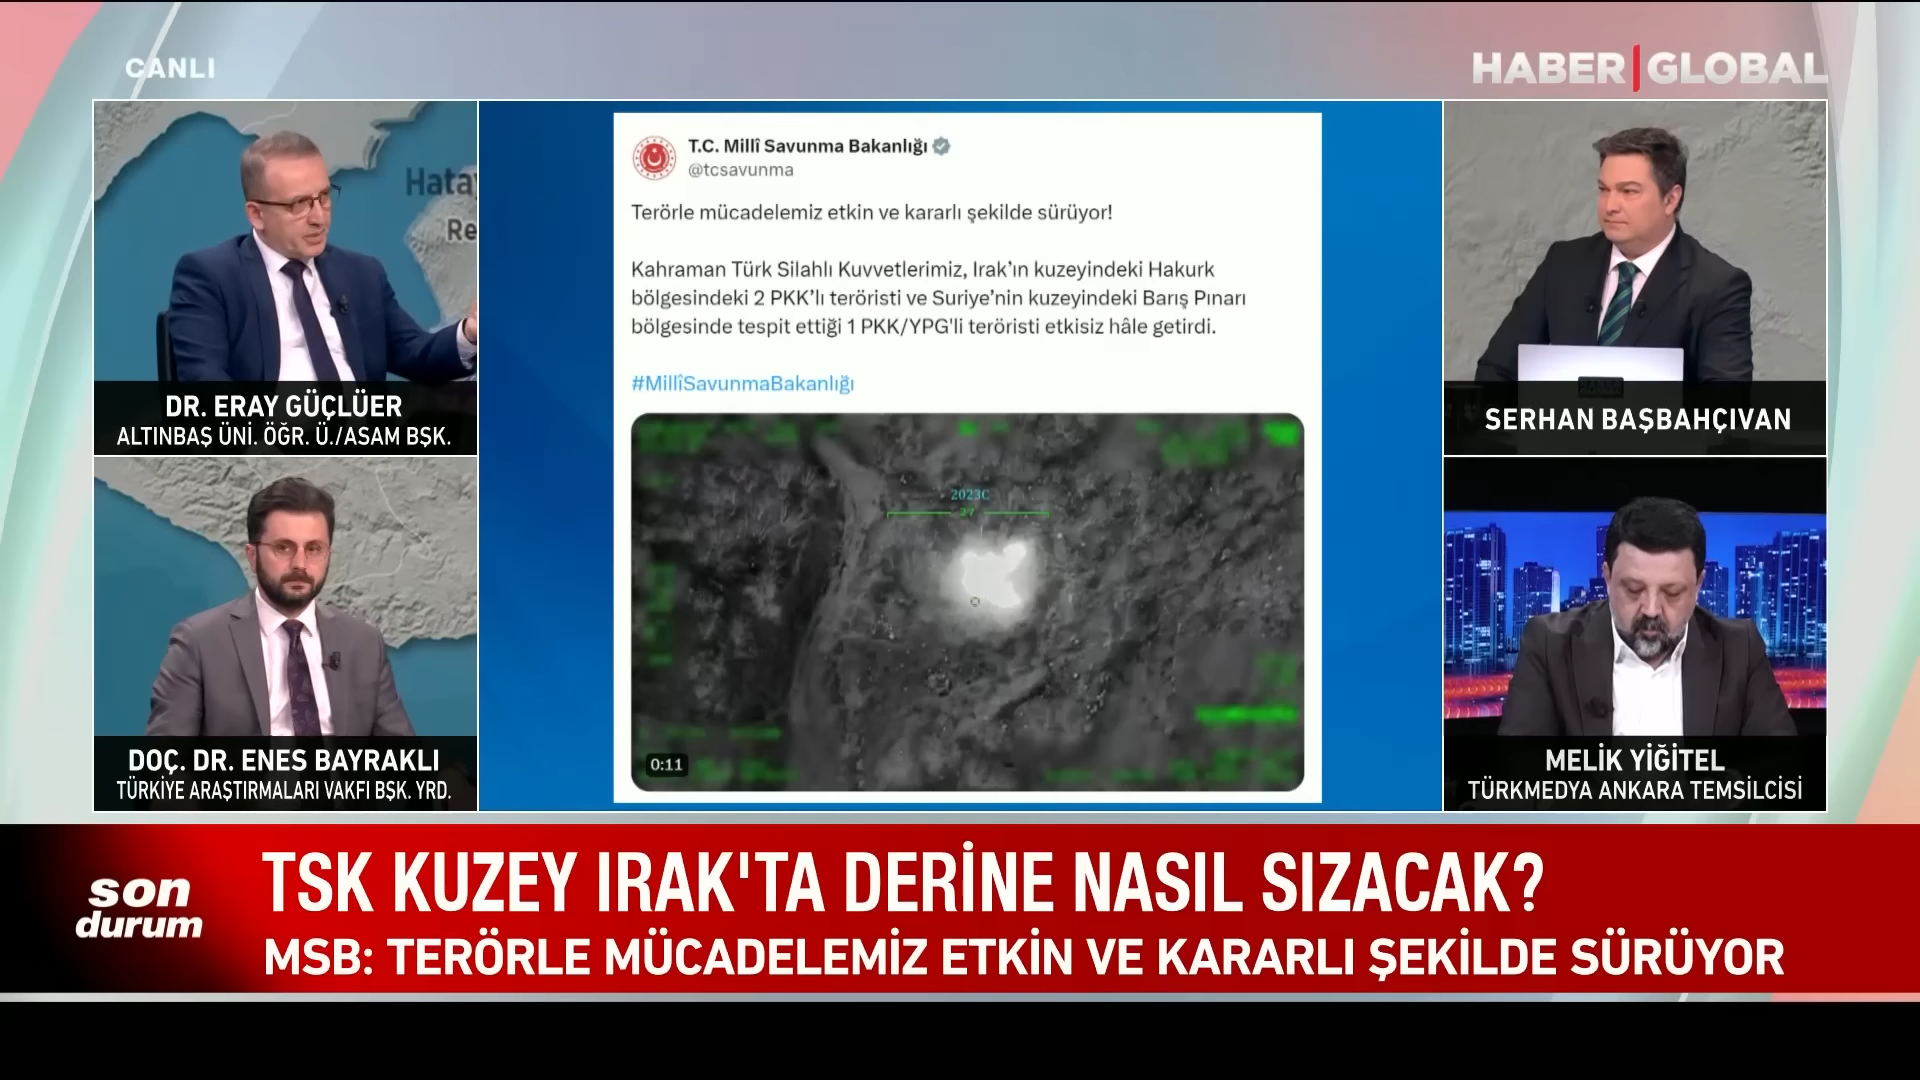 CANLI
HABER GLOBAL
Hatay
Re
DR. ERAY GÜÇLÜER
ALTINBAŞ ÜNİ. ÖĞR. Ü./ASAM BŞK.
DOÇ. DR. ENES BAYRAKLI
TÜRKİYE ARAŞTIRMALARI VAKFI BŞK. YRD.
T.C. Millî Savunma Bakanlığı
@tcsavunma
Terörle mücadelemiz etkin ve kararlı şekilde sürüyor!
Kahraman Türk Silahlı Kuvvetlerimiz, Irak’ın kuzeyindeki Hakurk
bölgesindeki 2 PKK’lı teröristi ve Suriye’nin kuzeyindeki Barış Pınarı
bölgesinde tespit ettiği 1 PKK/YPG'li teröristi etkisiz hâle getirdi.
#MillîSavunmaBakanlığı
2023C
27
0:11
SERHAN BAŞBAHÇIVAN
MELİK YİĞİTEL
TÜRKMEDYA ANKARA TEMSİLCİSİ
son
durum
TSK KUZEY IRAK'TA DERİNE NASIL SIZACAK?
MSB: TERÖRLE MÜCADELEMİZ ETKİN VE KARARLI ŞEKİLDE SÜRÜYOR